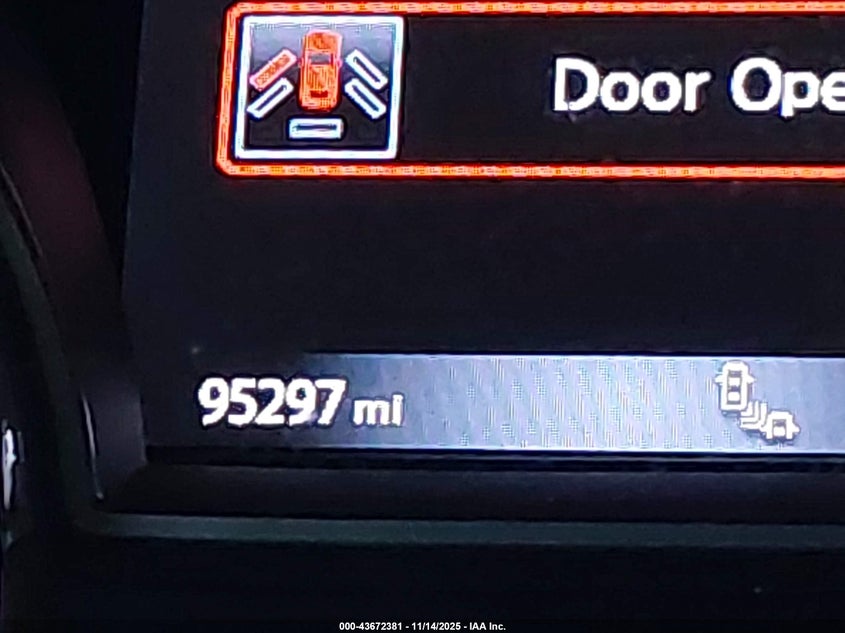 Door Ope
95297 mi
000-43672381 - 11/14/2025 - IAA Inc.